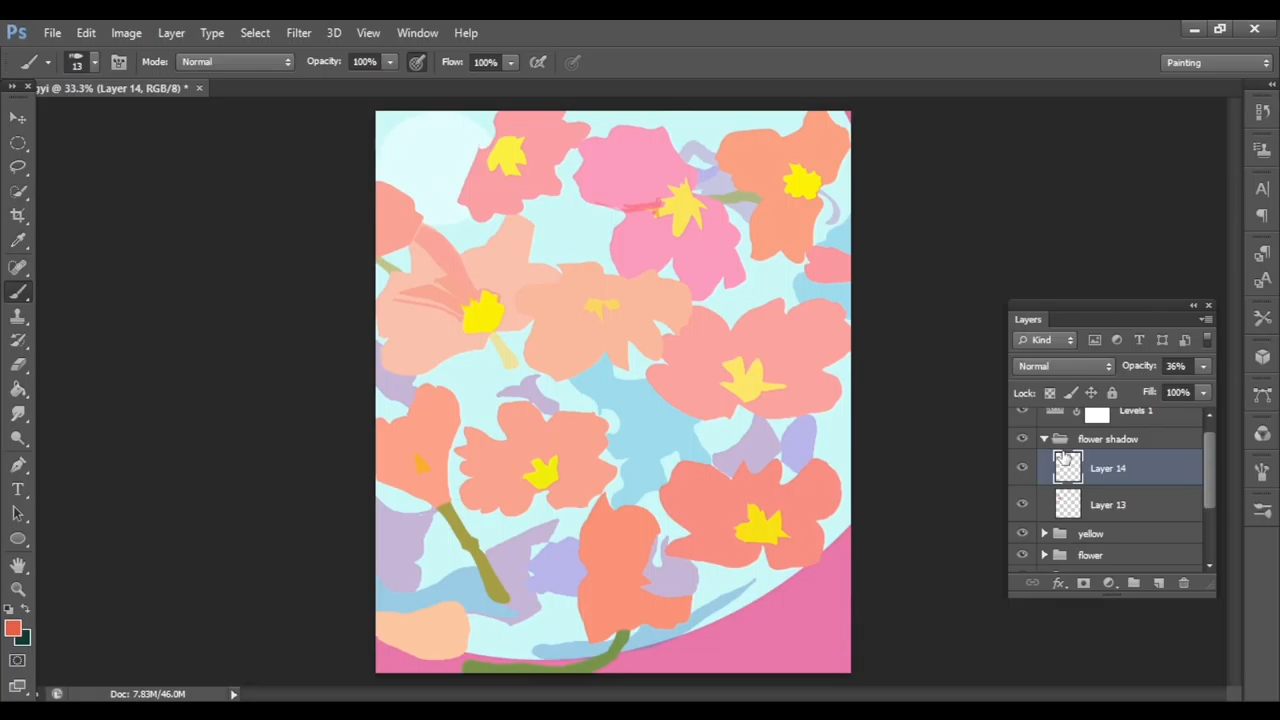 Ps File Edit Image Layer Type Select Filter 3D View Window Help
13 Mode: Normal Opacity: 100% Flow: 100% Painting
gyi @ 33.3% (Layer 14, RGB/8) * ×
Layers
Kind
Normal Opacity: 36%
Lock: Fill: 100%
Levels 1
flower shadow
Layer 14
Layer 13
yellow
flower
Doc: 7.83M/46.0M